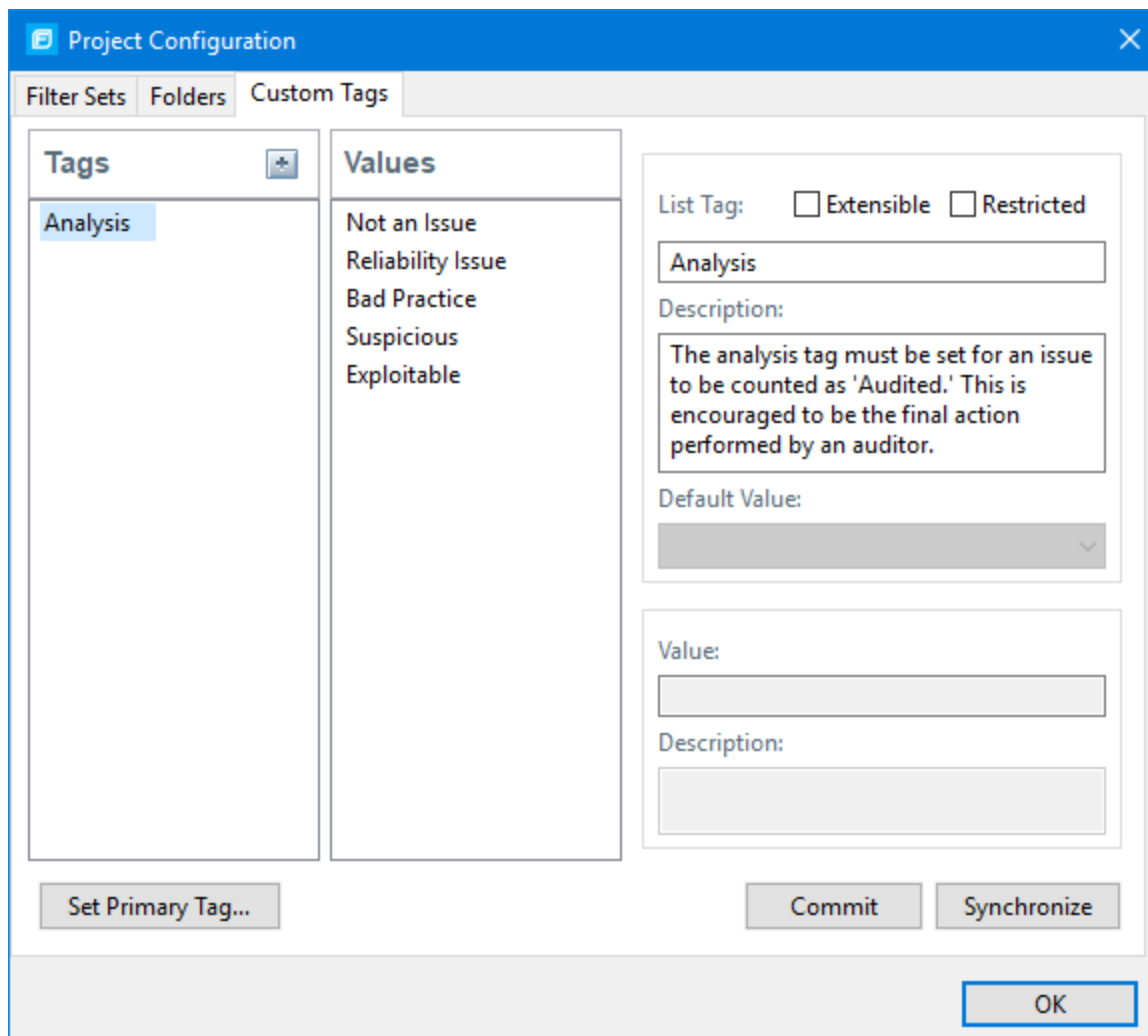 Project Configuration
Filter Sets
Folders
Custom Tags
Tags
Analysis
Values
Not an Issue
Reliability Issue
Bad Practice
Suspicious
Exploitable
List Tag:
Extensible
Restricted
Analysis
Description:
The analysis tag must be set for an issue
to be counted as 'Audited.' This is
encouraged to be the final action
performed by an auditor.
Default Value:
Value:
Description:
Set Primary Tag...
Commit
Synchronize
OK